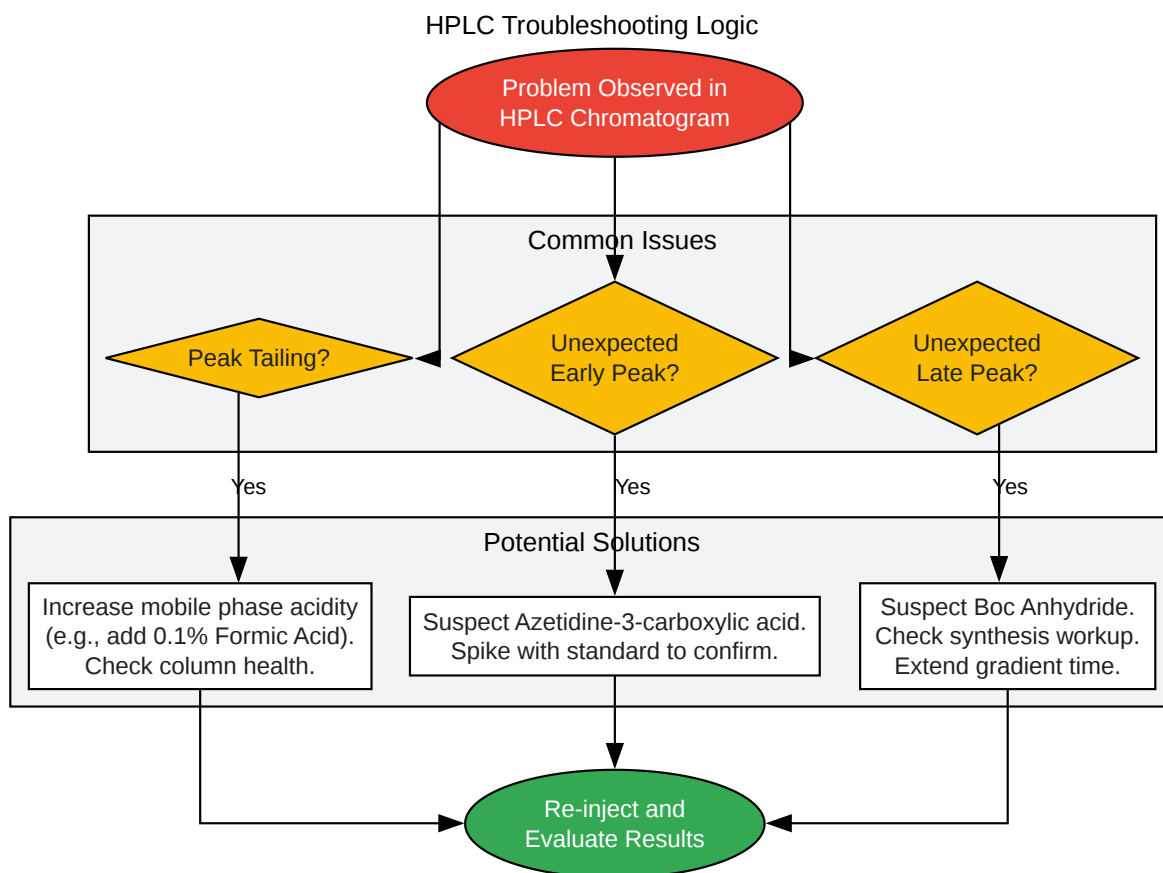 HPLC Troubleshooting Logic
Problem Observed in
HPLC Chromatogram
Common Issues
Peak Tailing?
Unexpected
Early Peak?
Unexpected
Late Peak?
Yes
Yes
Yes
Potential Solutions
Increase mobile phase acidity
(e.g., add 0.1% Formic Acid).
Check column health.
Suspect Azetidine-3-carboxylic acid.
Spike with standard to confirm.
Suspect Boc Anhydride.
Check synthesis workup.
Extend gradient time.
Re-inject and
Evaluate Results